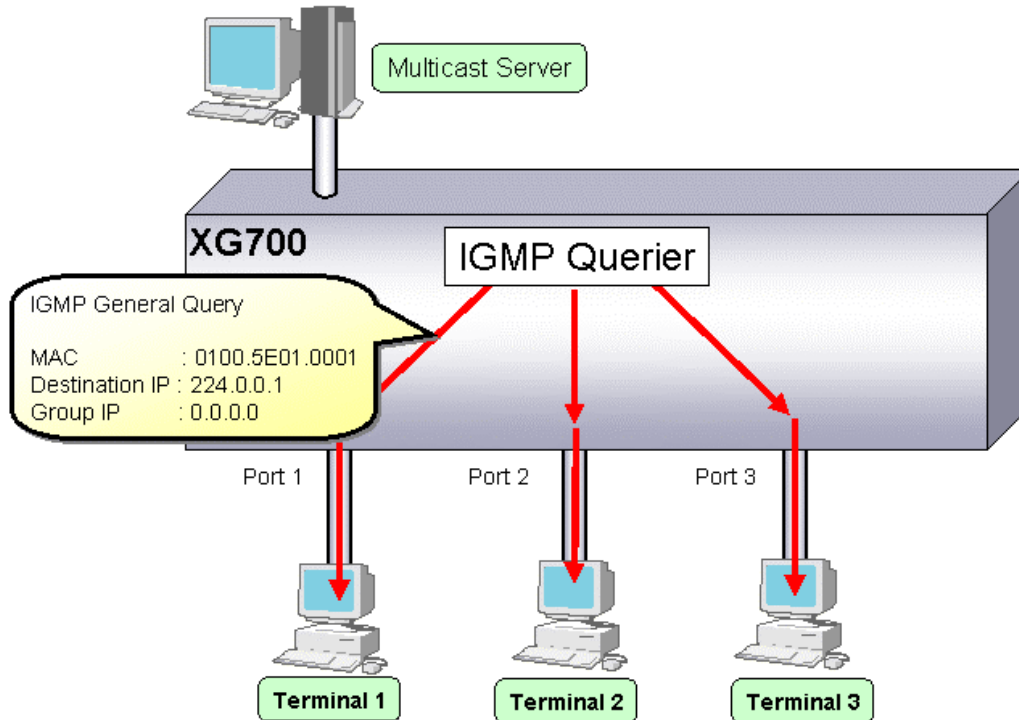 Multicast Server
XG700
IGMP Querier
IGMP General Query
MAC : 0100.5E01.0001
Destination IP : 224.0.0.1
Group IP : 0.0.0.0
Port 1
Port 2
Port 3
Terminal 1
Terminal 2
Terminal 3